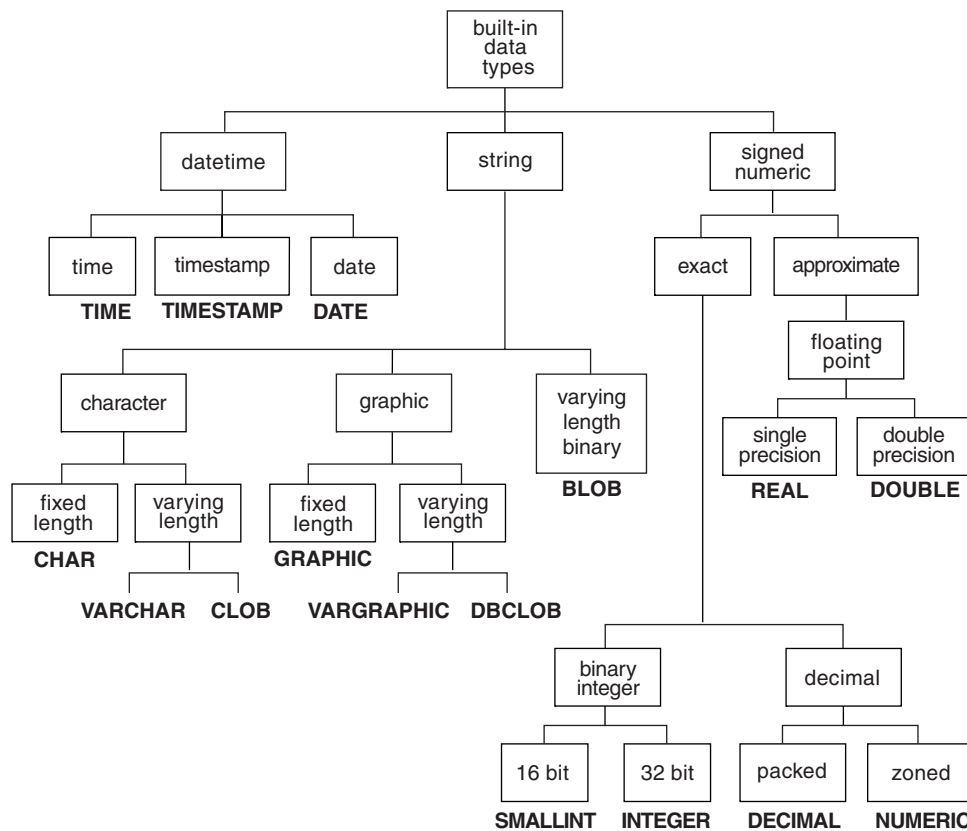 built-in
data
types
datetime
string
signed
numeric
time
timestamp
date
exact
approximate
TIME
TIMESTAMP
DATE
floating
point
character
graphic
varying
length
binary
single
precision
double
precision
BLOB
REAL
DOUBLE
fixed
length
varying
length
fixed
length
varying
length
CHAR
GRAPHIC
VARCHAR
CLOB
VARGRAPHIC
DBCLOB
binary
integer
decimal
16 bit
32 bit
packed
zoned
SMALLINT
INTEGER
DECIMAL
NUMERIC